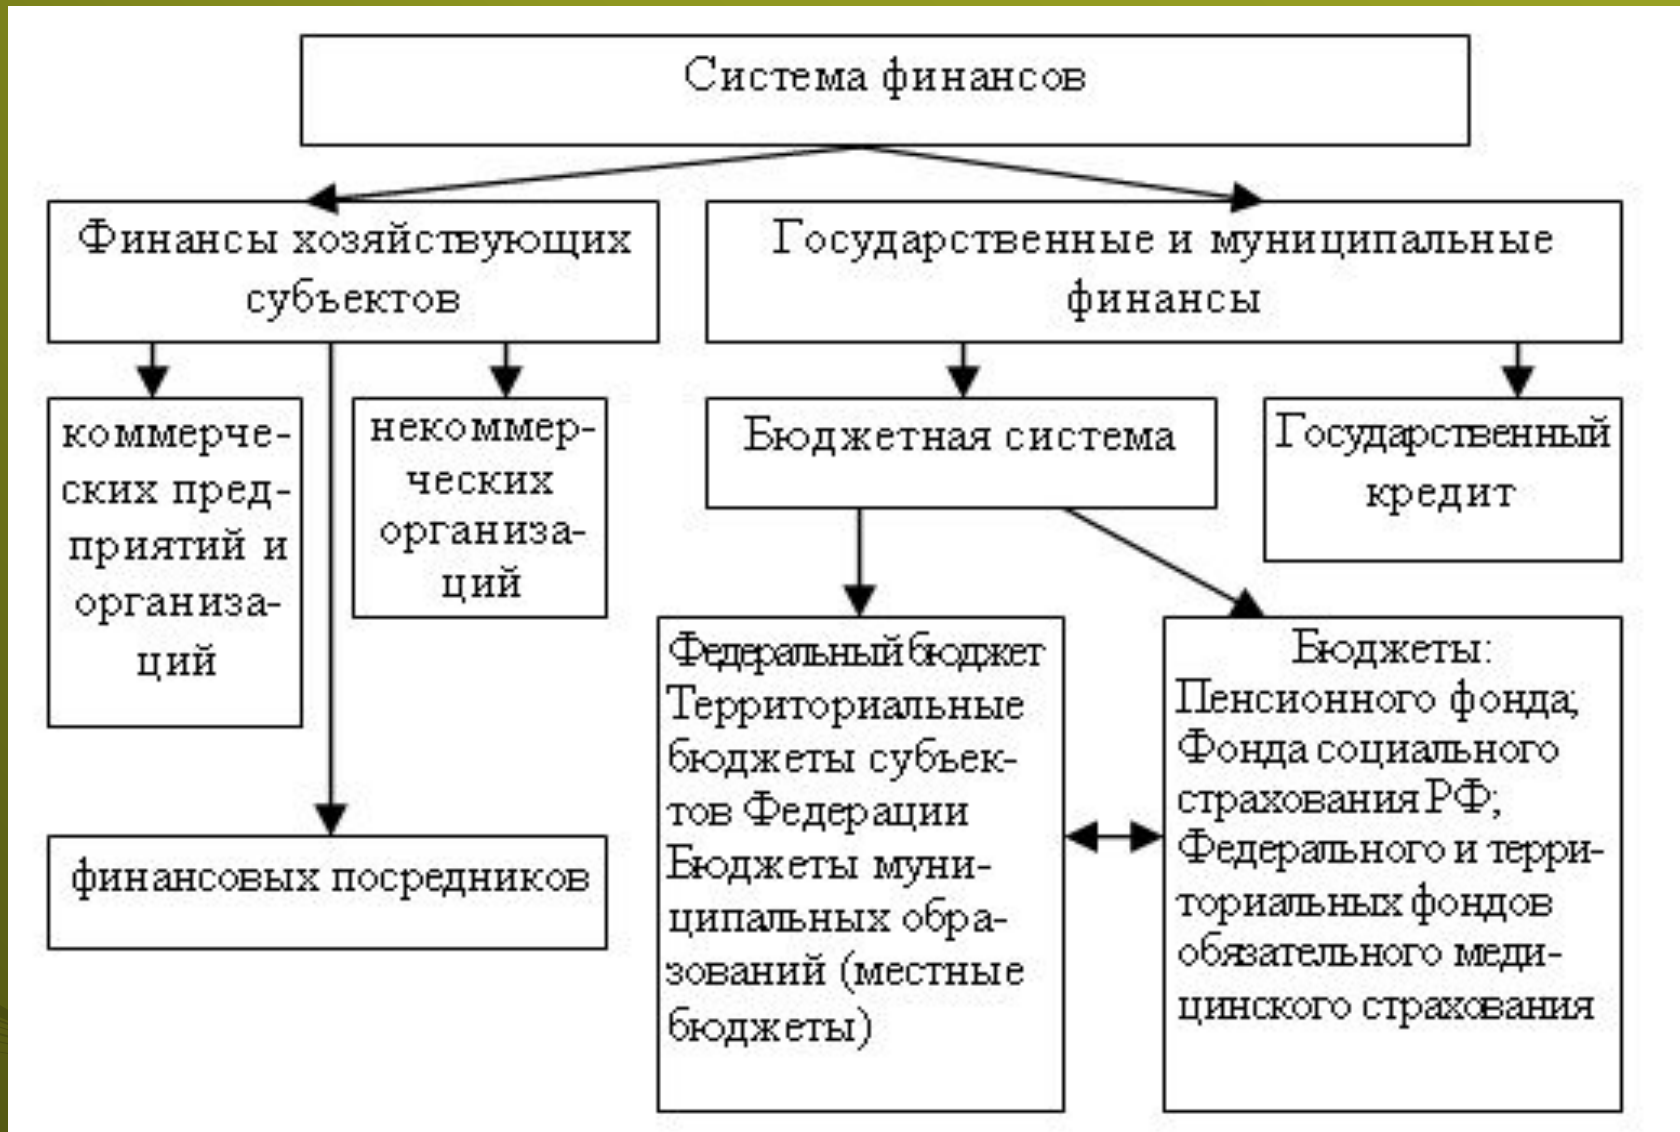 Система финансов
Финансы хозяйствующих
субъектов
Государственные и муниципальные
финансы
коммерче-
ских пред-
приятий и
организа-
ций
некоммер-
ческих
организа-
ций
финансовых посредников
Бюджетная система
Государственный
кредит
Федеральный бюджет
Территориальные
бюджеты субъек-
тов Федерации
Бюджеты муни-
ципальных обра-
зований (местные
бюджеты)
Бюджеты:
Пенсионного фонда;
Фонда социального
страхования РФ;
Федерального и терри-
ториальных фондов
обязательного меди-
цинского страхования